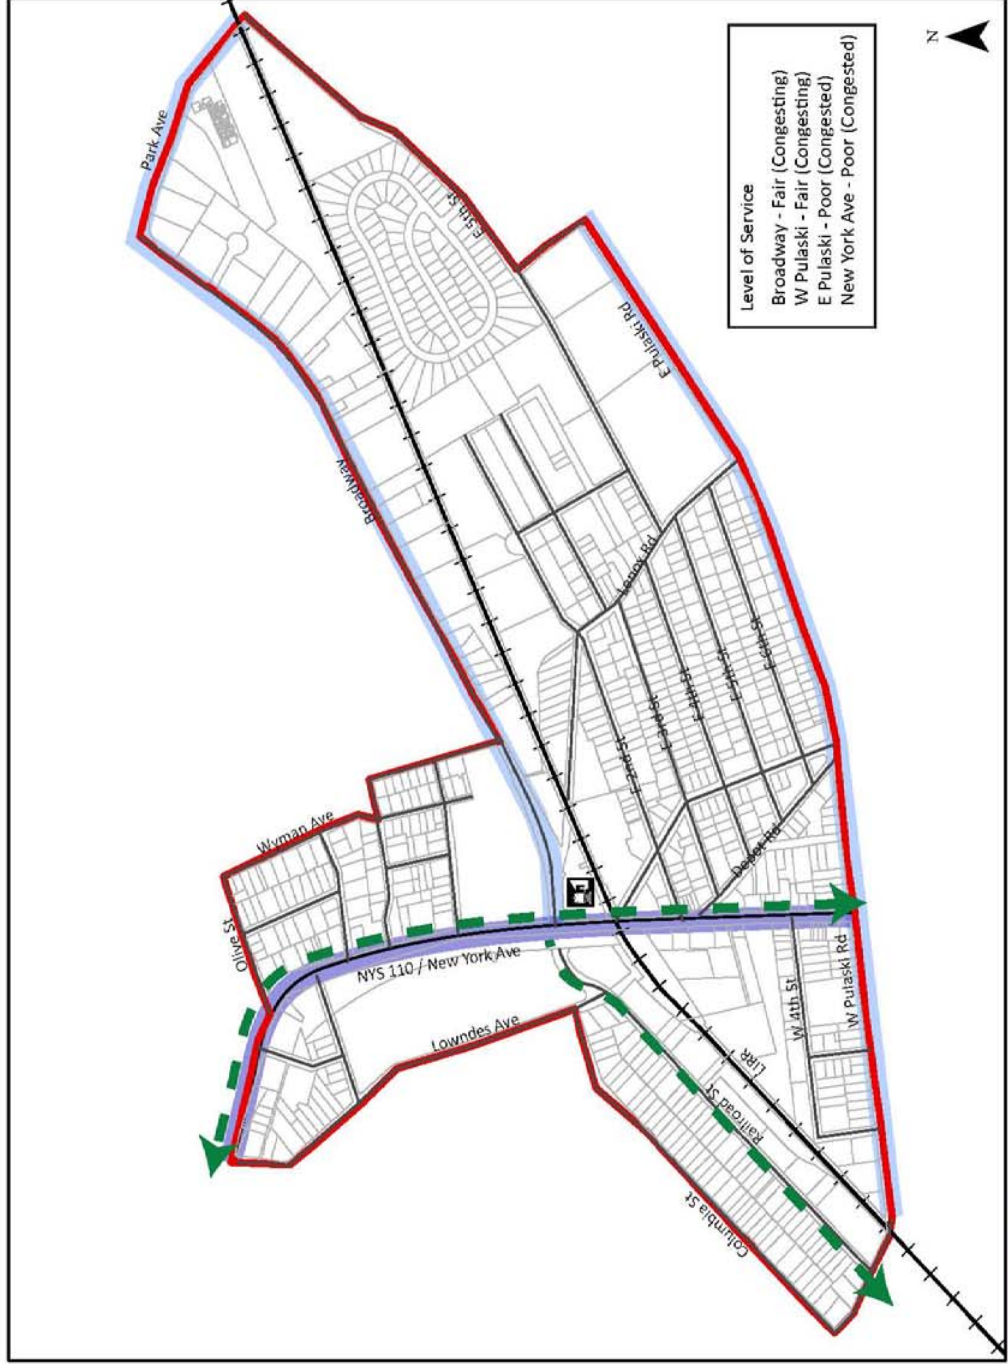 Park Ave
E 5th St
Broadway
E Pulaski Rd
Lenox Rd
E 2nd St
E 3rd St
E 4th St
E 5th St
E 6th St
Depot Rd
Wyman Ave
Olive St
NYS 110 / New York Ave
Lowndes Ave
W 4th St
W Pulaski Rd
LIRR
Railroad St
Columbia St
Level of Service
Broadway - Fair (Congesting)
W Pulaski - Fair (Congesting)
E Pulaski - Poor (Congested)
New York Ave - Poor (Congested)
N